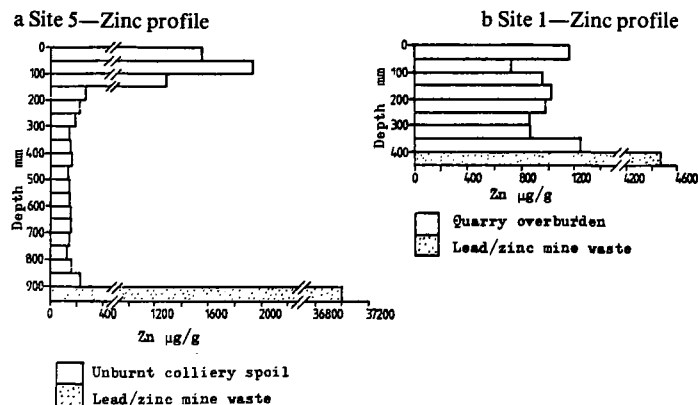 a Site 5—Zinc profile
0
100
200
300
400
500
600
700
800
900
Depth mm
0 400 1200 1600 2000 36800 37200
Zn µg/g
Unburnt colliery spoil
Lead/zinc mine waste
b Site 1—Zinc profile
0
100
200
300
400
Depth mm
0 400 800 1200 4200 4600
Zn µg/g
Quarry overburden
Lead/zinc mine waste